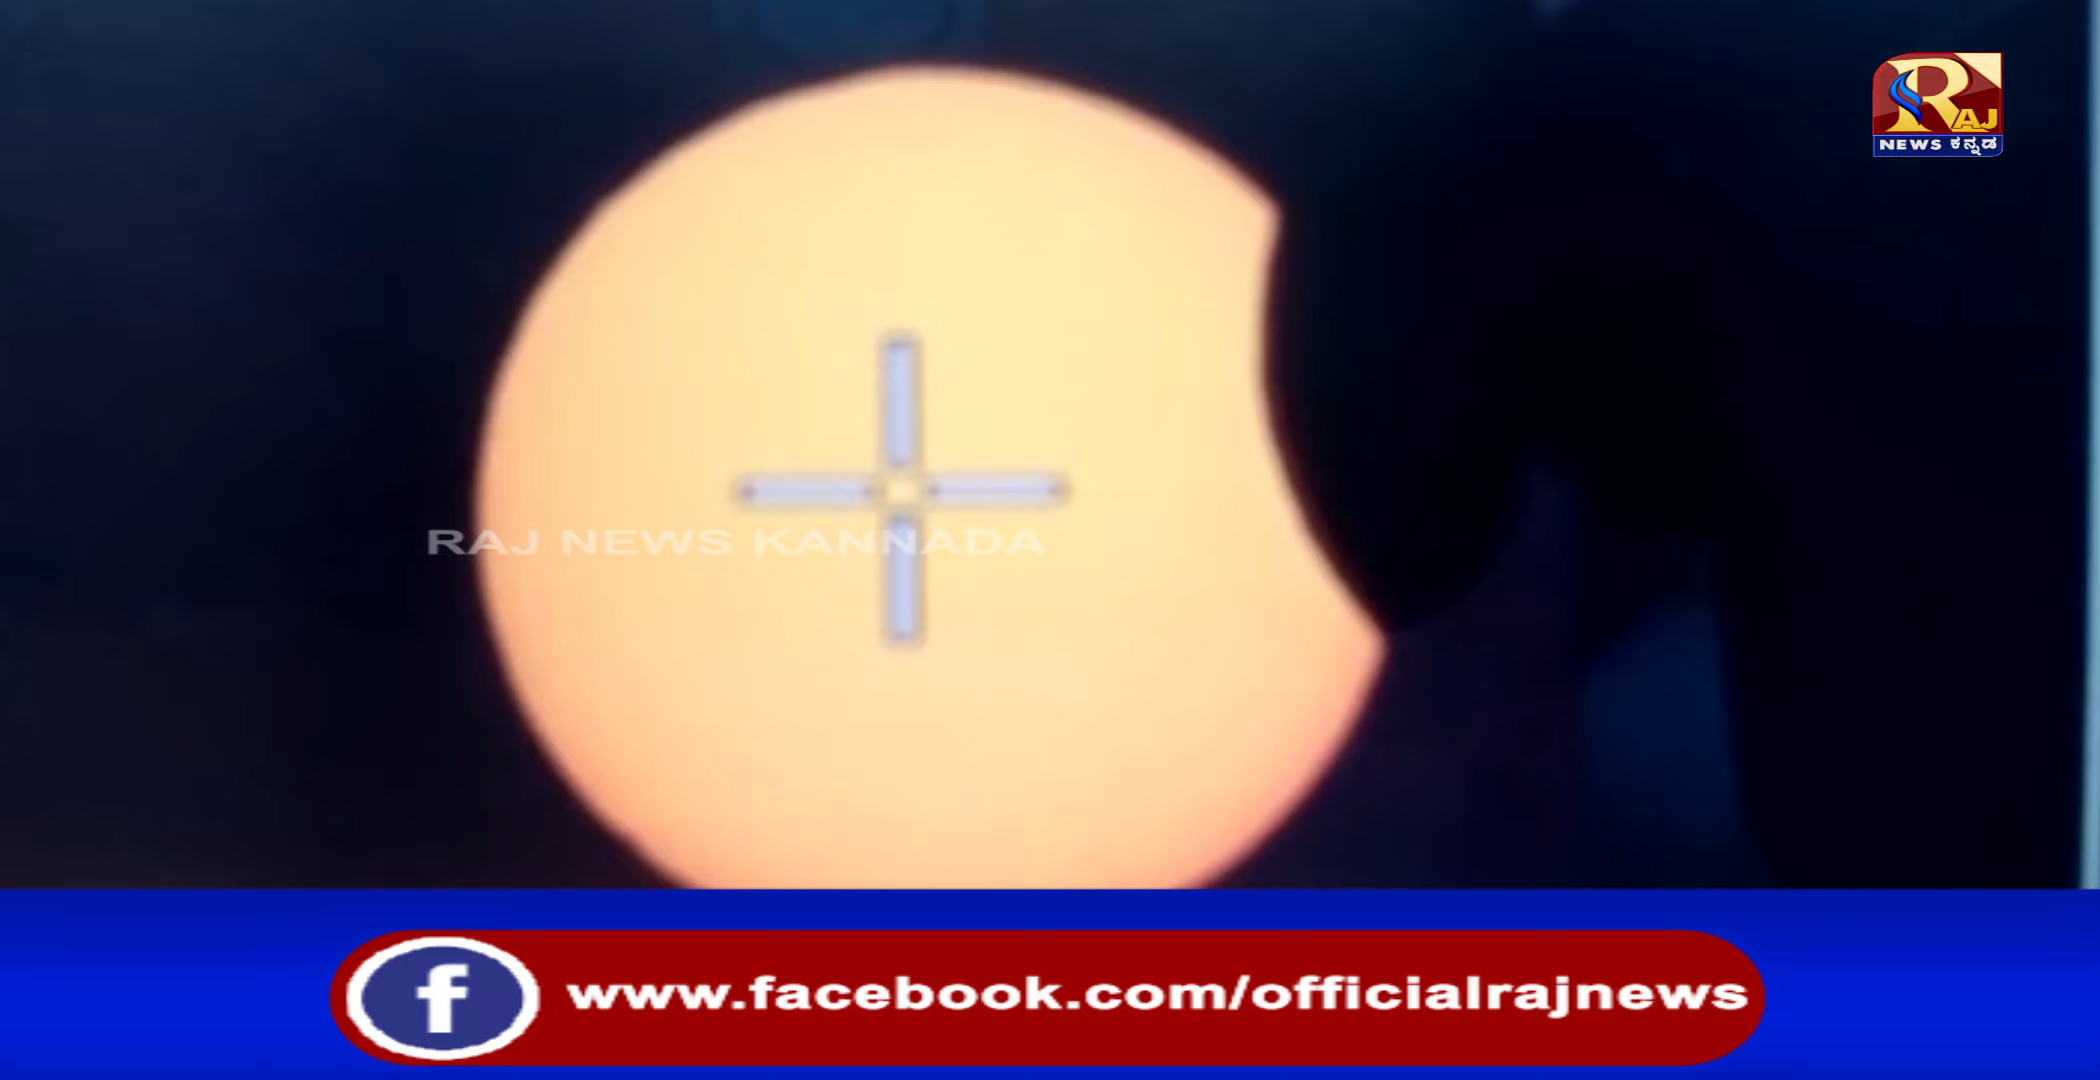 RAJ
NEWS ಕನ್ನಡ
RAJ NEWS KANNADA
f www.facebook.com/officialrajnews